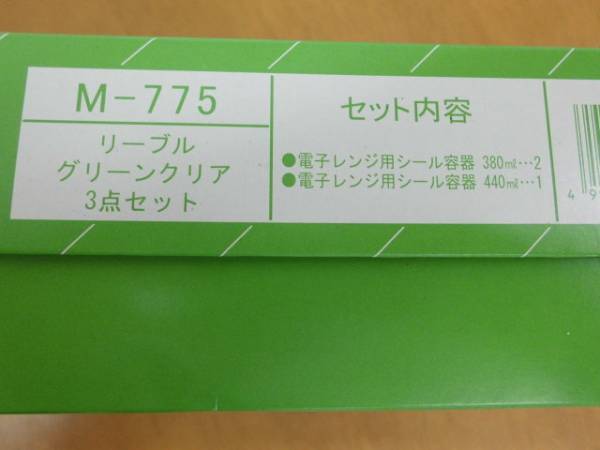 M-775
リーブル
グリーンクリア
3点セット
セット内容
●電子レンジ用シール容器 380㎖…2
●電子レンジ用シール容器 440㎖…1
4 9